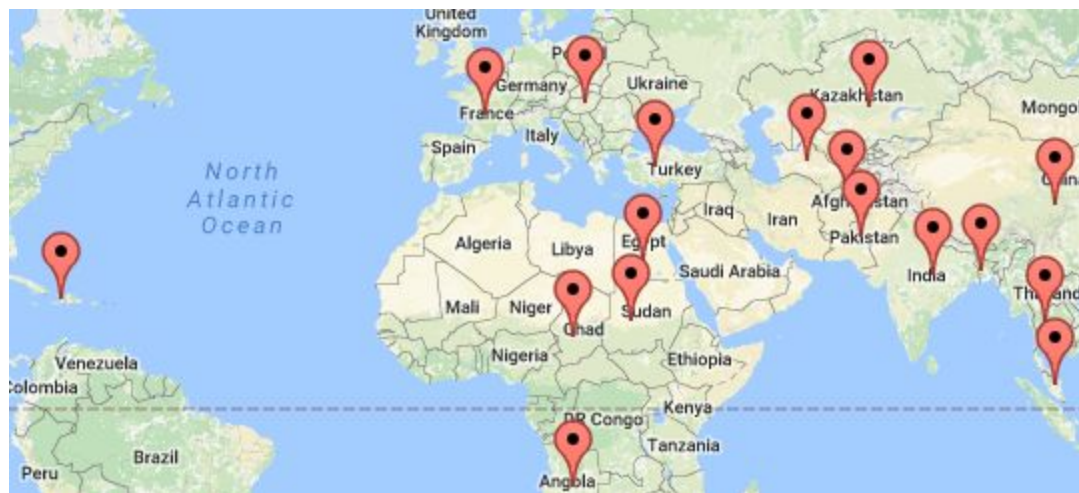 United
Kingdom
Germany
Ukraine
Kazakhstan
Mongo
France
Italy
Spain
Turkey
North
Atlantic
Ocean
Iraq
Iran
Afghanistan
Pakistan
Algeria
Libya
Egypt
Saudi Arabia
India
Mali
Niger
Chad
Sudan
Nigeria
Ethiopia
Venezuela
Colombia
DR Congo
Kenya
Tanzania
Brazil
Peru
Angola